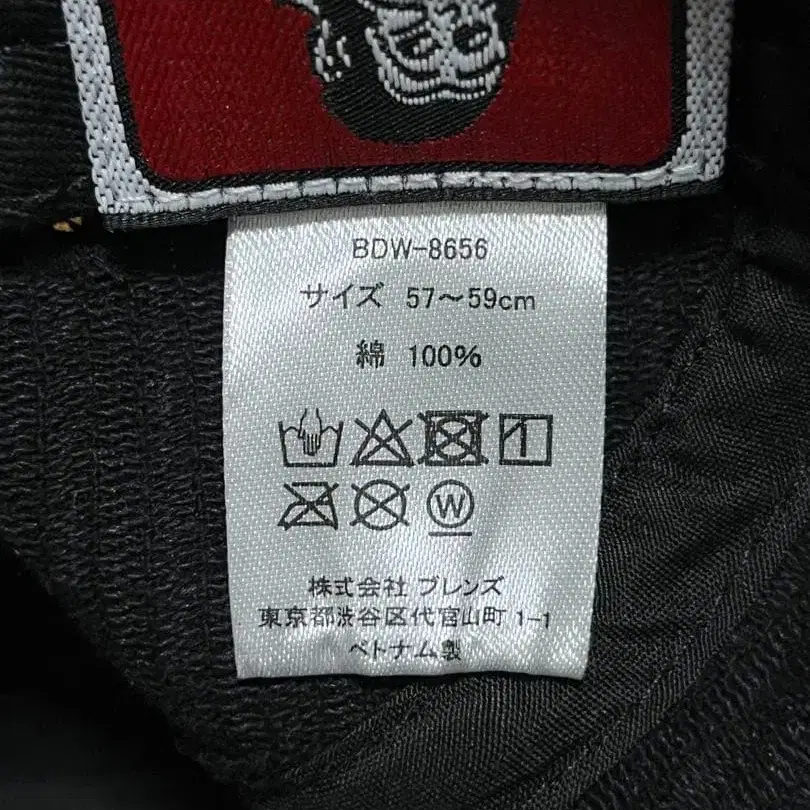 BDW-8656
サイズ 57～59cm
綿 100%
W
株式会社 ブレンズ
東京都渋谷区代官山町 1-1
ベトナム製